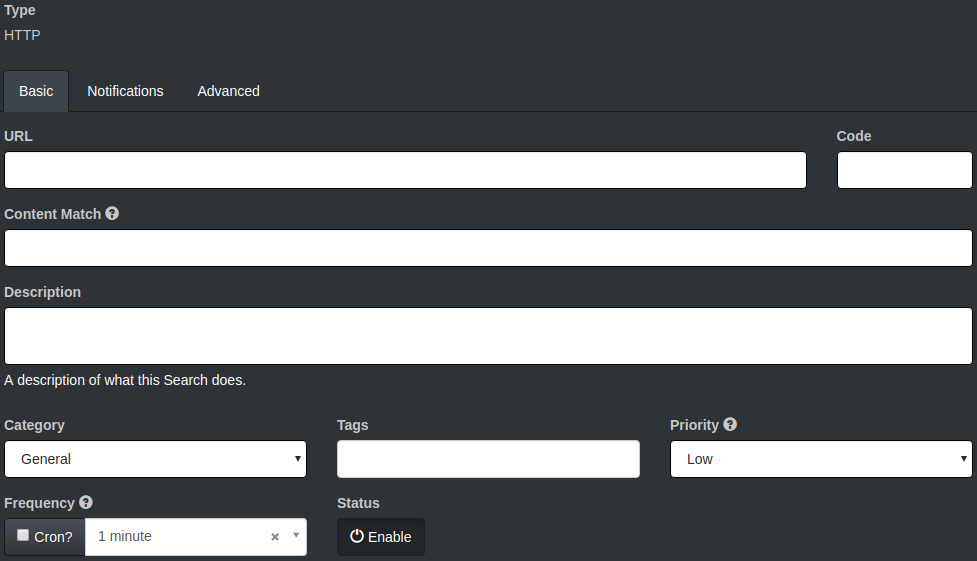 Type
HTTP
Basic Notifications Advanced
URL Code
Content Match ?
Description
A description of what this Search does.
Category Tags Priority ?
General Low
Frequency ? Status
Cron? 1 minute × Enable